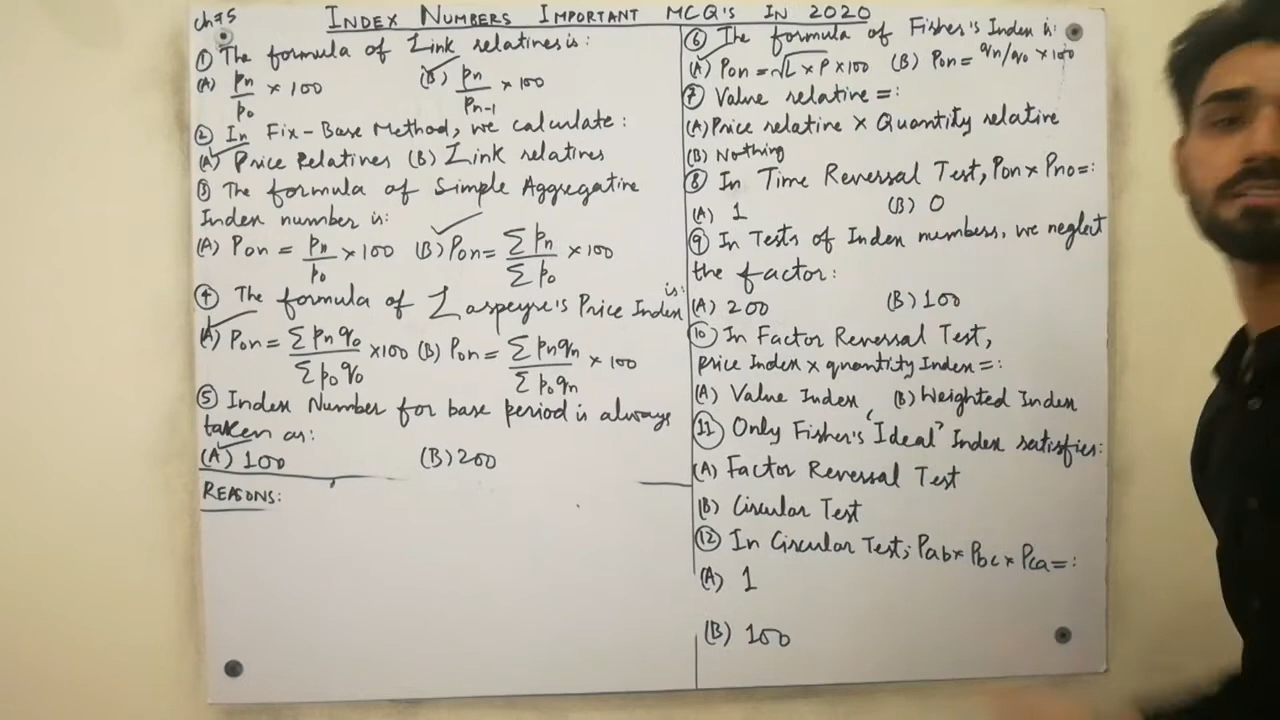 Ch#5
INDEX NUMBERS IMPORTANT MCQ'S IN 2020
① The formula of Link relatives is:
(A) pn/p0 × 100 (B) pn/pn-1 × 100
② In Fix-Base Method, we calculate:
(A) Price Relatives (B) Link relatives
③ The formula of Simple Aggregative
Index number is:
(A) Pon = pn/p0 × 100 (B) Pon = Σpn/Σp0 × 100
④ The formula of Laspeyre's Price Index is:
(A) Pon = Σpnq0/Σp0q0 ×100 (B) Pon = Σpnqn/Σp0qn × 100
⑤ Index Number for base period is always
taken as:
(A) 100 (B) 200
REASONS:
⑥ The formula of Fisher's Index is:
(A) Pon = √L × P × 100 (B) Pon = qn/q0 × 100
⑦ Value relative =:
(A) Price relative × Quantity relative
(B) Nothing
⑧ In Time Reversal Test, Pon × Pno =:
(A) 1 (B) 0
⑨ In Tests of Index numbers, we neglect
the factor:
(A) 200 (B) 100
⑩ In Factor Reversal Test,
price Index × quantity Index =:
(A) Value Index (B) Weighted Index
⑪ Only Fisher's 'Ideal' Index satisfies:
(A) Factor Reversal Test
(B) Circular Test
⑫ In Circular Test; Pab × Pbc × Pca =:
(A) 1
(B) 100